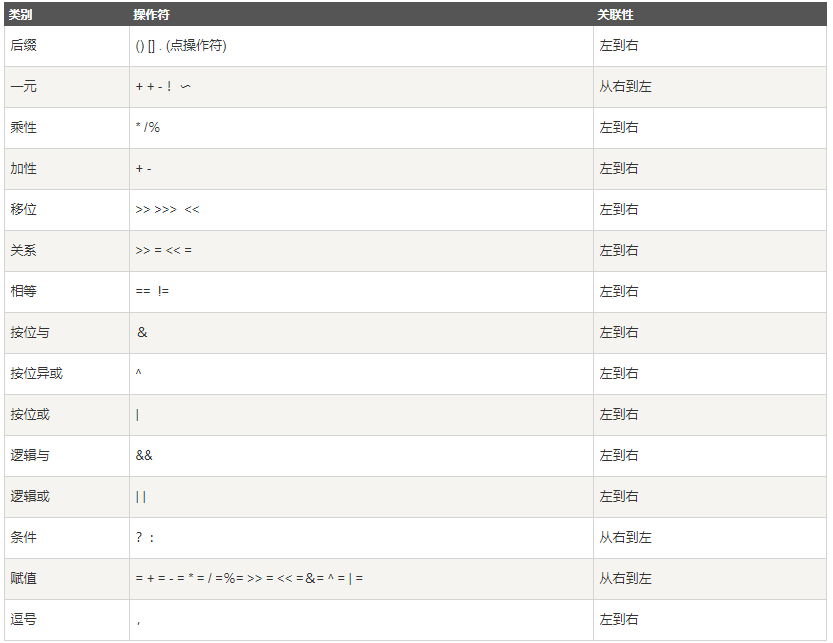 类别 操作符 关联性
后缀 () [] . (点操作符) 左到右
一元 + + - ! ∽ 从右到左
乘性 * /% 左到右
加性 + - 左到右
移位 >> >>> << 左到右
关系 >> = << = 左到右
相等 == != 左到右
按位与 & 左到右
按位异或 ^ 左到右
按位或 | 左到右
逻辑与 && 左到右
逻辑或 | | 左到右
条件 ? : 从右到左
赋值 = + = - = * = / =%= >> = << =&= ^ = | = 从右到左
逗号 , 左到右